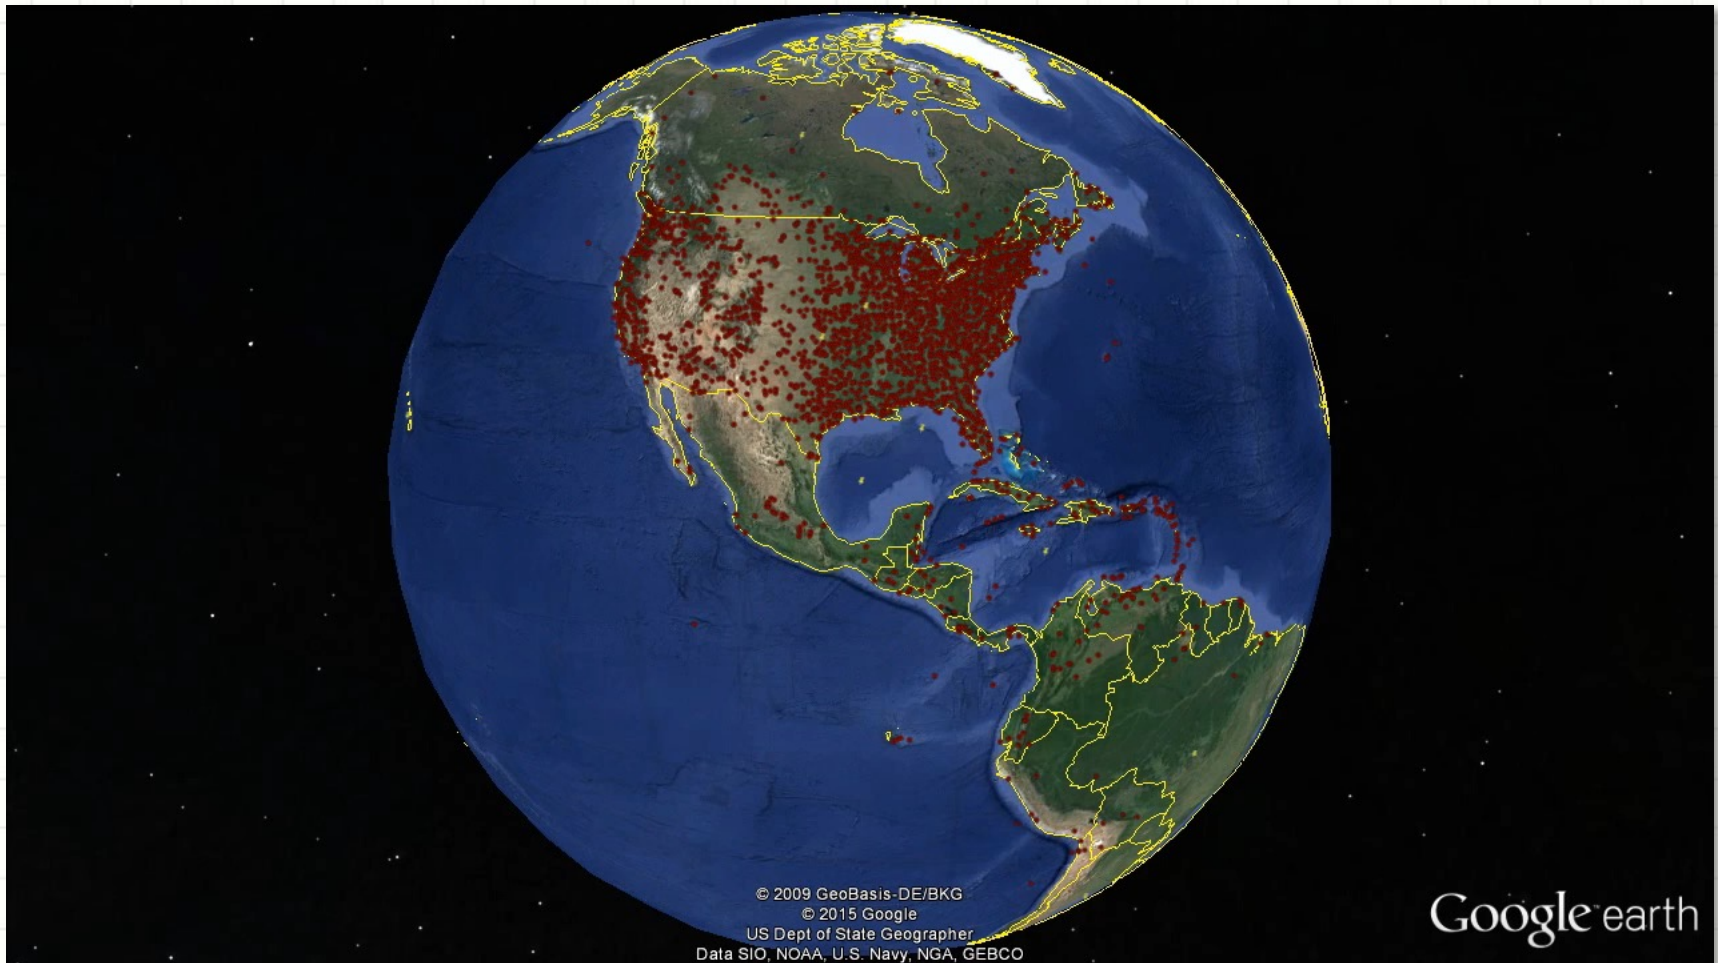 © 2009 GeoBasis-DE/BKG
© 2015 Google
US Dept of State Geographer
Data SIO, NOAA, U.S. Navy, NGA, GEBCO
Google earth